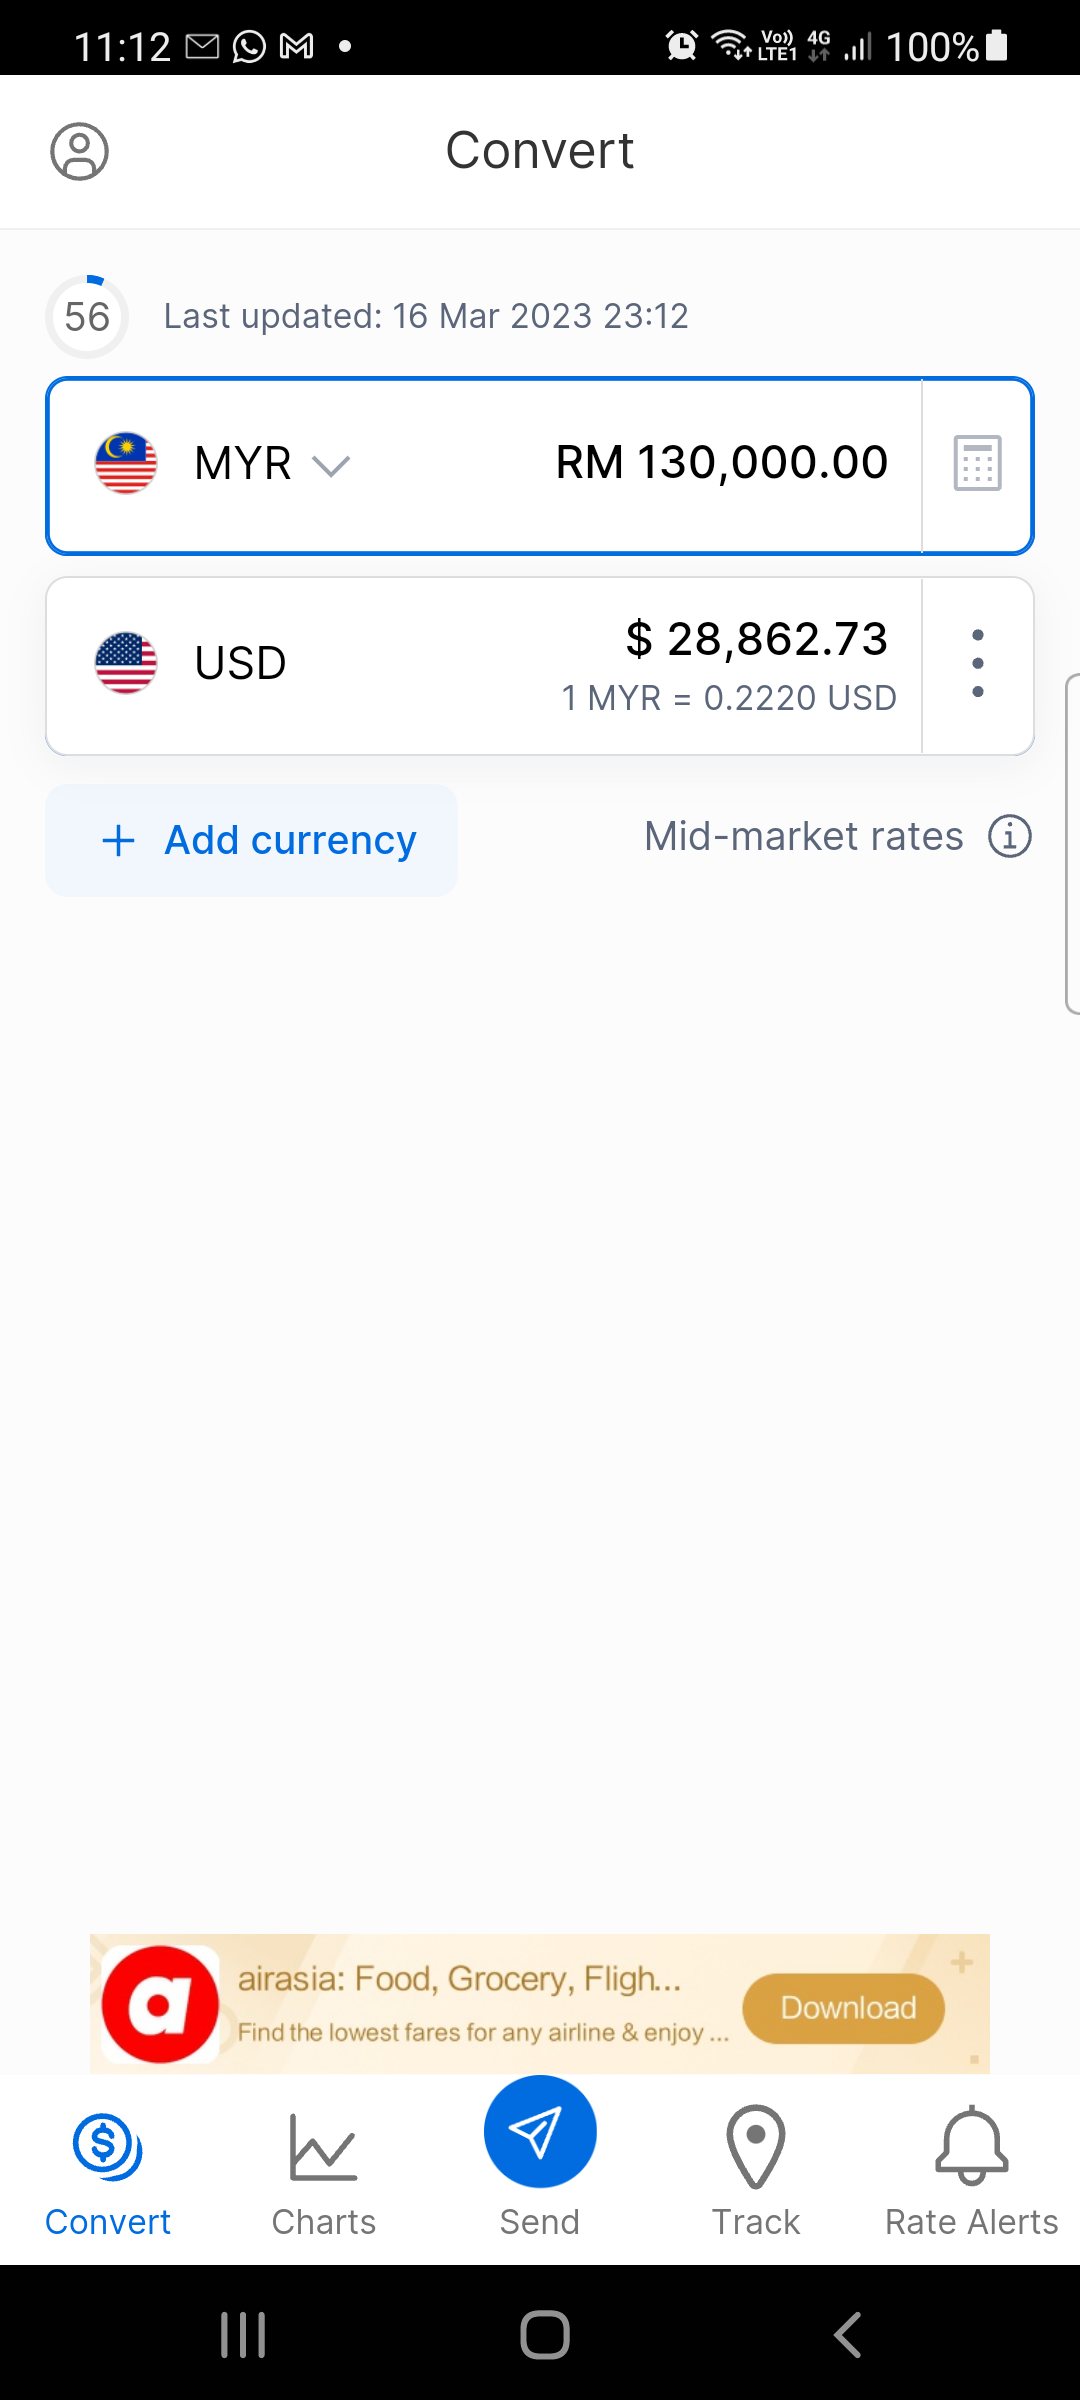 11:12
Vo)) LTE1 4G 100%
Convert
56 Last updated: 16 Mar 2023 23:12
MYR RM 130,000.00
USD $ 28,862.73
1 MYR = 0.2220 USD
+ Add currency Mid-market rates
airasia: Food, Grocery, Fligh...
Find the lowest fares for any airline & enjoy ...
Download
Convert Charts Send Track Rate Alerts